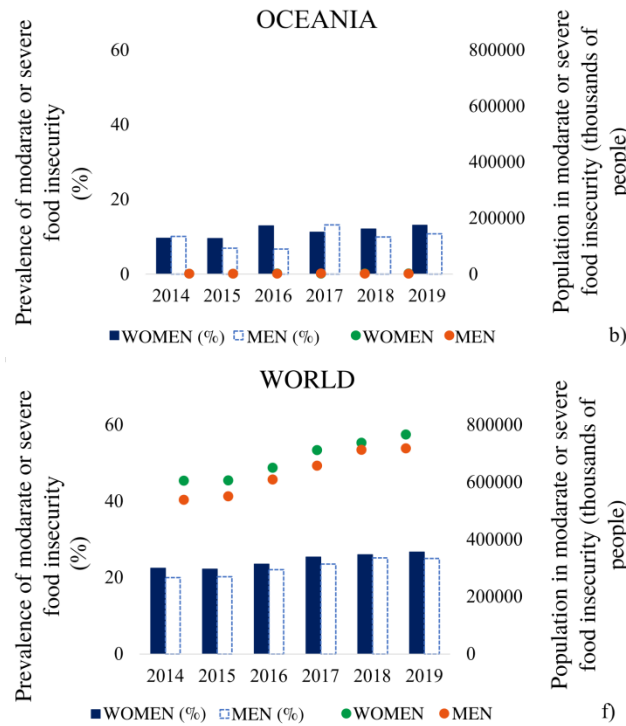 OCEANIA
Prevalence of modarate or severe
food insecurity
(%)
60
40
20
0
800000
600000
400000
200000
0
Population in modarate or severe
food insecurity (thousands of
people)
2014 2015 2016 2017 2018 2019
WOMEN (%) MEN (%) WOMEN MEN
b)
WORLD
Prevalence of modarate or severe
food insecurity
(%)
60
40
20
0
800000
600000
400000
200000
0
Population in modarate or severe
food insecurity (thousands of
people)
2014 2015 2016 2017 2018 2019
WOMEN (%) MEN (%) WOMEN MEN
f)